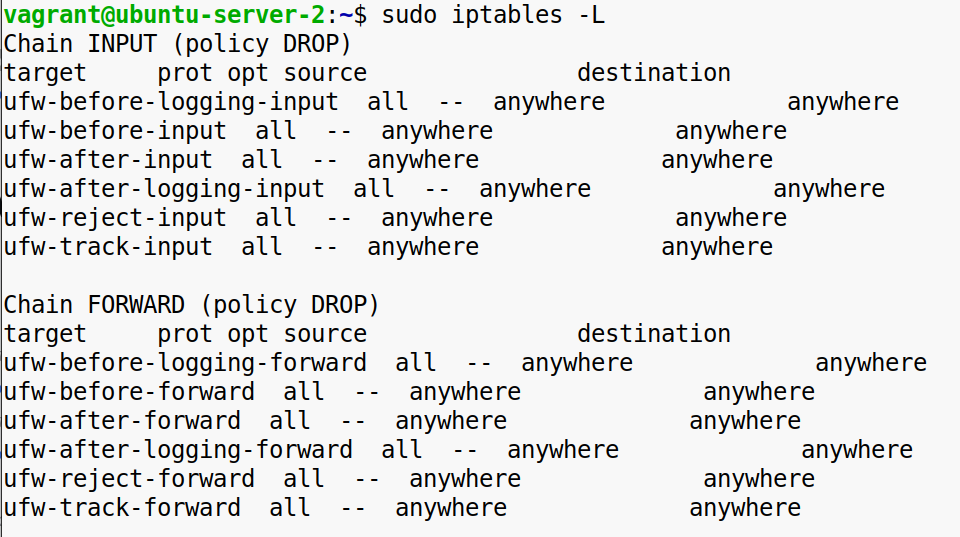 vagrant@ubuntu-server-2:~$ sudo iptables -L
Chain INPUT (policy DROP)
target     prot opt source               destination
ufw-before-logging-input  all  --  anywhere             anywhere
ufw-before-input  all  --  anywhere             anywhere
ufw-after-input  all  --  anywhere             anywhere
ufw-after-logging-input  all  --  anywhere             anywhere
ufw-reject-input  all  --  anywhere             anywhere
ufw-track-input  all  --  anywhere             anywhere

Chain FORWARD (policy DROP)
target     prot opt source               destination
ufw-before-logging-forward  all  --  anywhere             anywhere
ufw-before-forward  all  --  anywhere             anywhere
ufw-after-forward  all  --  anywhere             anywhere
ufw-after-logging-forward  all  --  anywhere             anywhere
ufw-reject-forward  all  --  anywhere             anywhere
ufw-track-forward  all  --  anywhere             anywhere